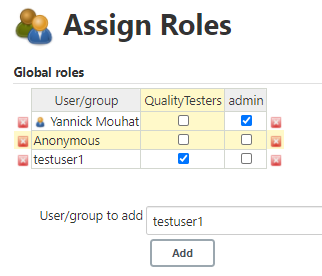 Assign Roles
Global roles
User/group QualityTesters admin
Yannick Mouhat
Anonymous
testuser1
User/group to add testuser1
Add